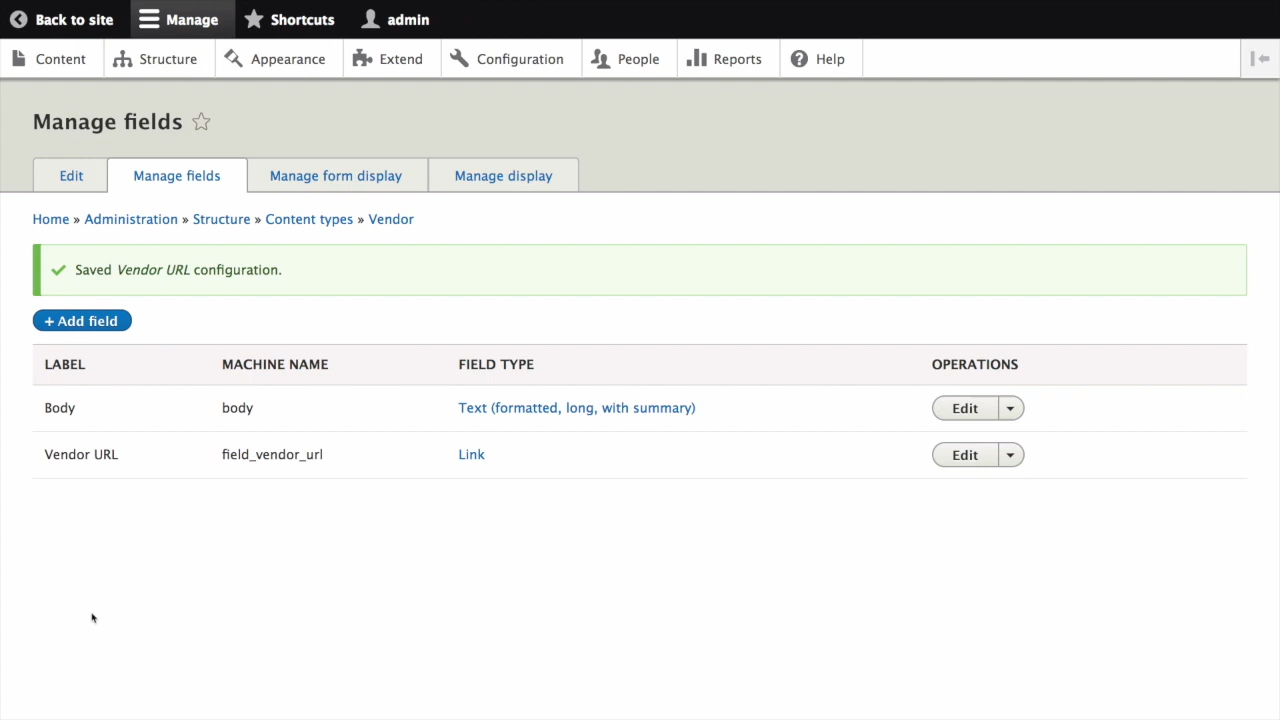 Back to site Manage Shortcuts admin
Content Structure Appearance Extend Configuration People Reports Help
Manage fields
Edit Manage fields Manage form display Manage display
Home » Administration » Structure » Content types » Vendor
Saved Vendor URL configuration.
+ Add field
LABEL MACHINE NAME FIELD TYPE OPERATIONS
Body body Text (formatted, long, with summary) Edit
Vendor URL field_vendor_url Link Edit